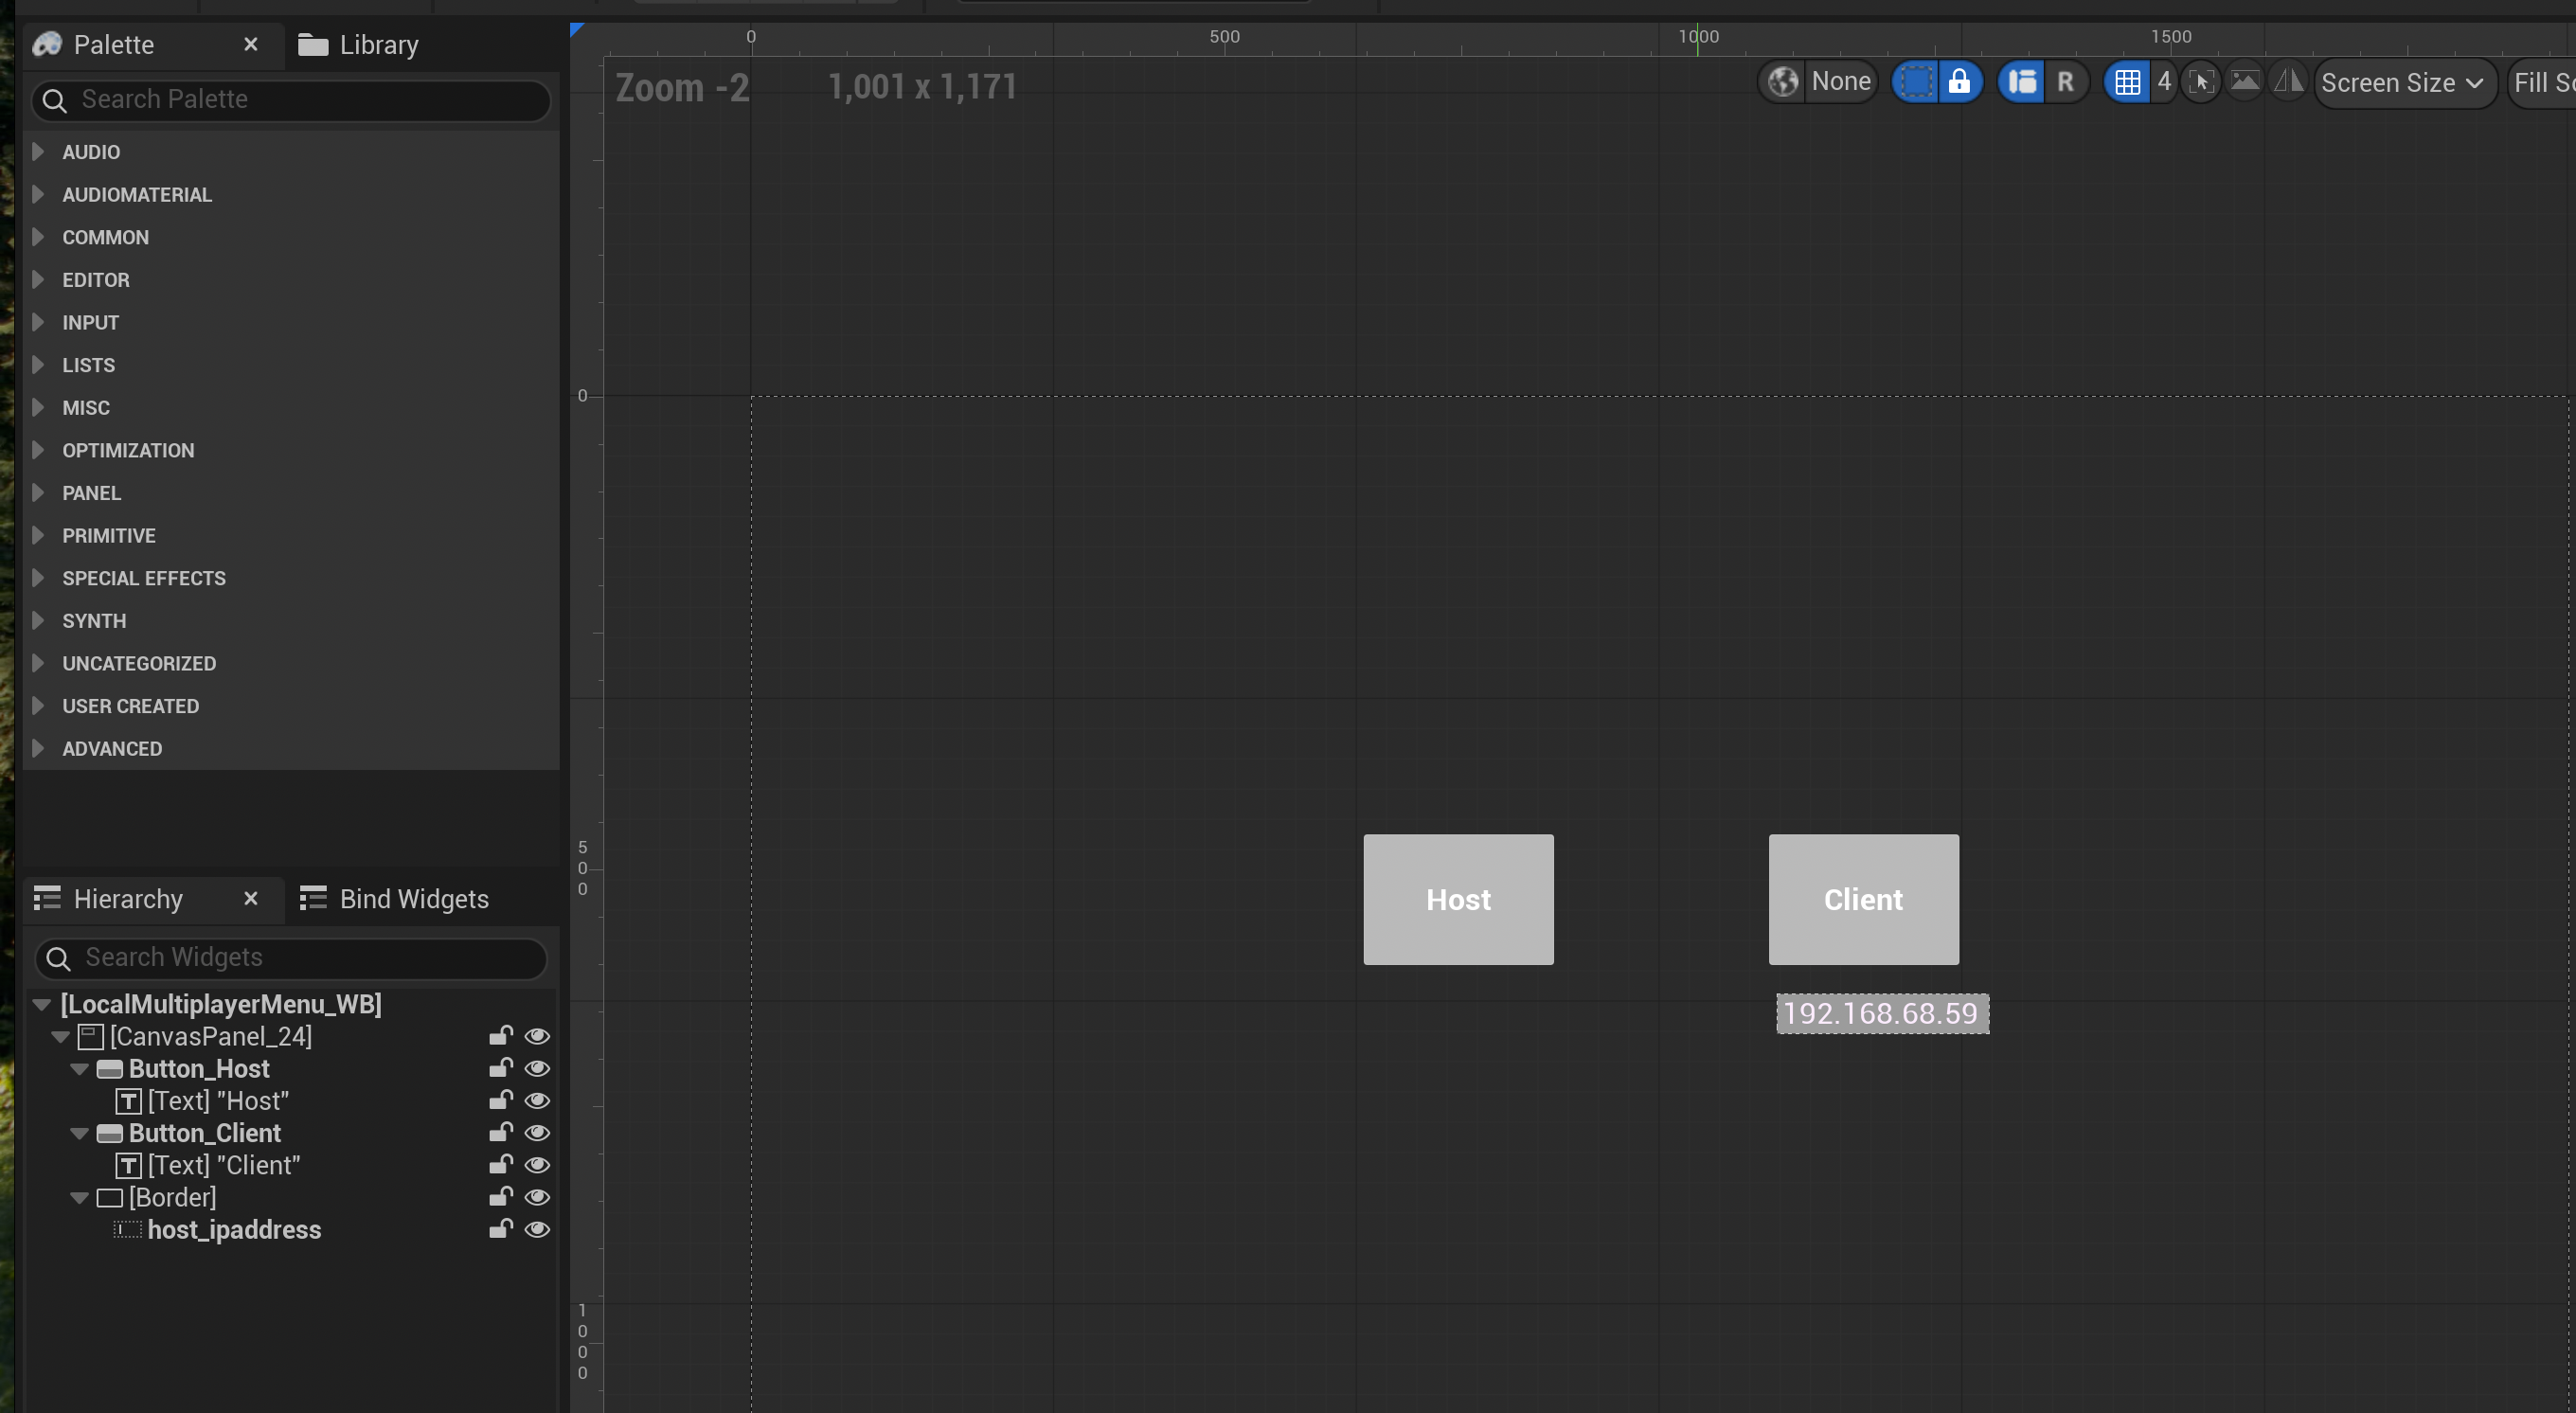 Palette
Library
Search Palette
AUDIO
AUDIOMATERIAL
COMMON
EDITOR
INPUT
LISTS
MISC
OPTIMIZATION
PANEL
PRIMITIVE
SPECIAL EFFECTS
SYNTH
UNCATEGORIZED
USER CREATED
ADVANCED
Hierarchy
Bind Widgets
Search Widgets
[LocalMultiplayerMenu_WB]
[CanvasPanel_24]
Button_Host
[Text] "Host"
Button_Client
[Text] "Client"
[Border]
host_ipaddress
0 500 1000 1500
Zoom -2 1,001 x 1,171
None
R
4
Screen Size
Fill Sc
0
500
1000
Host
Client
192.168.68.59